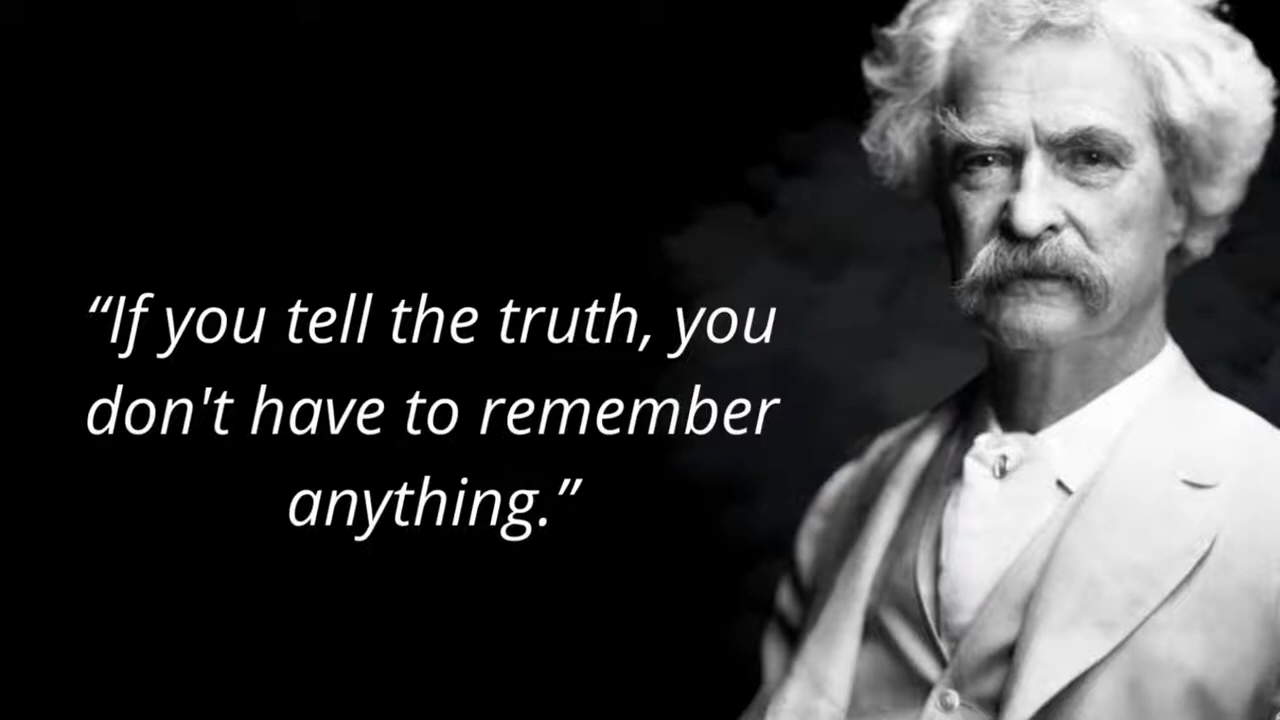 “If you tell the truth, you
don't have to remember
anything.”